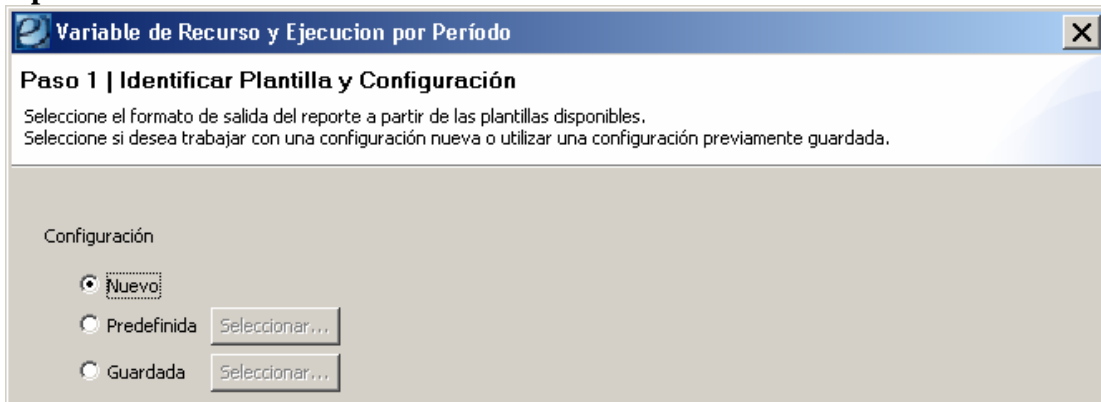 Variable de Recurso y Ejecucion por Período
Paso 1 | Identificar Plantilla y Configuración
Seleccione el formato de salida del reporte a partir de las plantillas disponibles.
Seleccione si desea trabajar con una configuración nueva o utilizar una configuración previamente guardada.
Configuración
Nuevo
Predefinida Seleccionar...
Guardada Seleccionar...